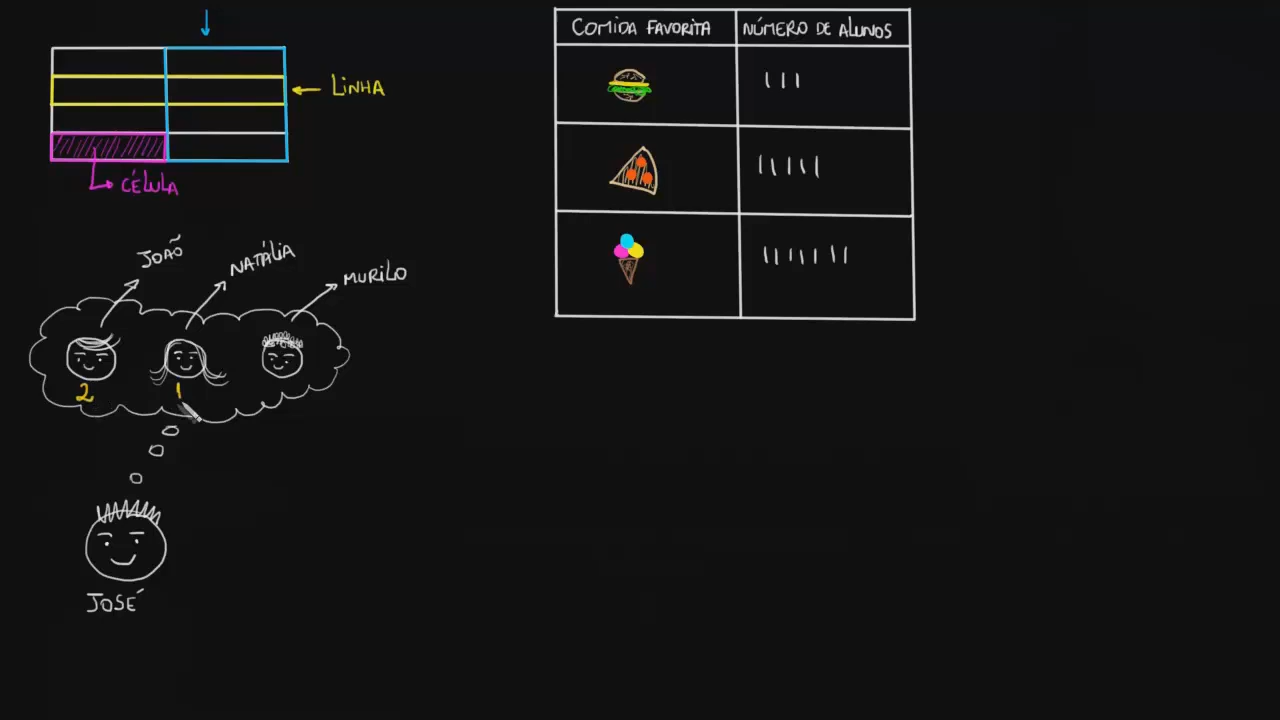 LINHA
CÉLULA
JOÃO
NATÁLIA
MURILO
2
1
JOSÉ
COMIDA FAVORITA
NÚMERO DE ALUNOS